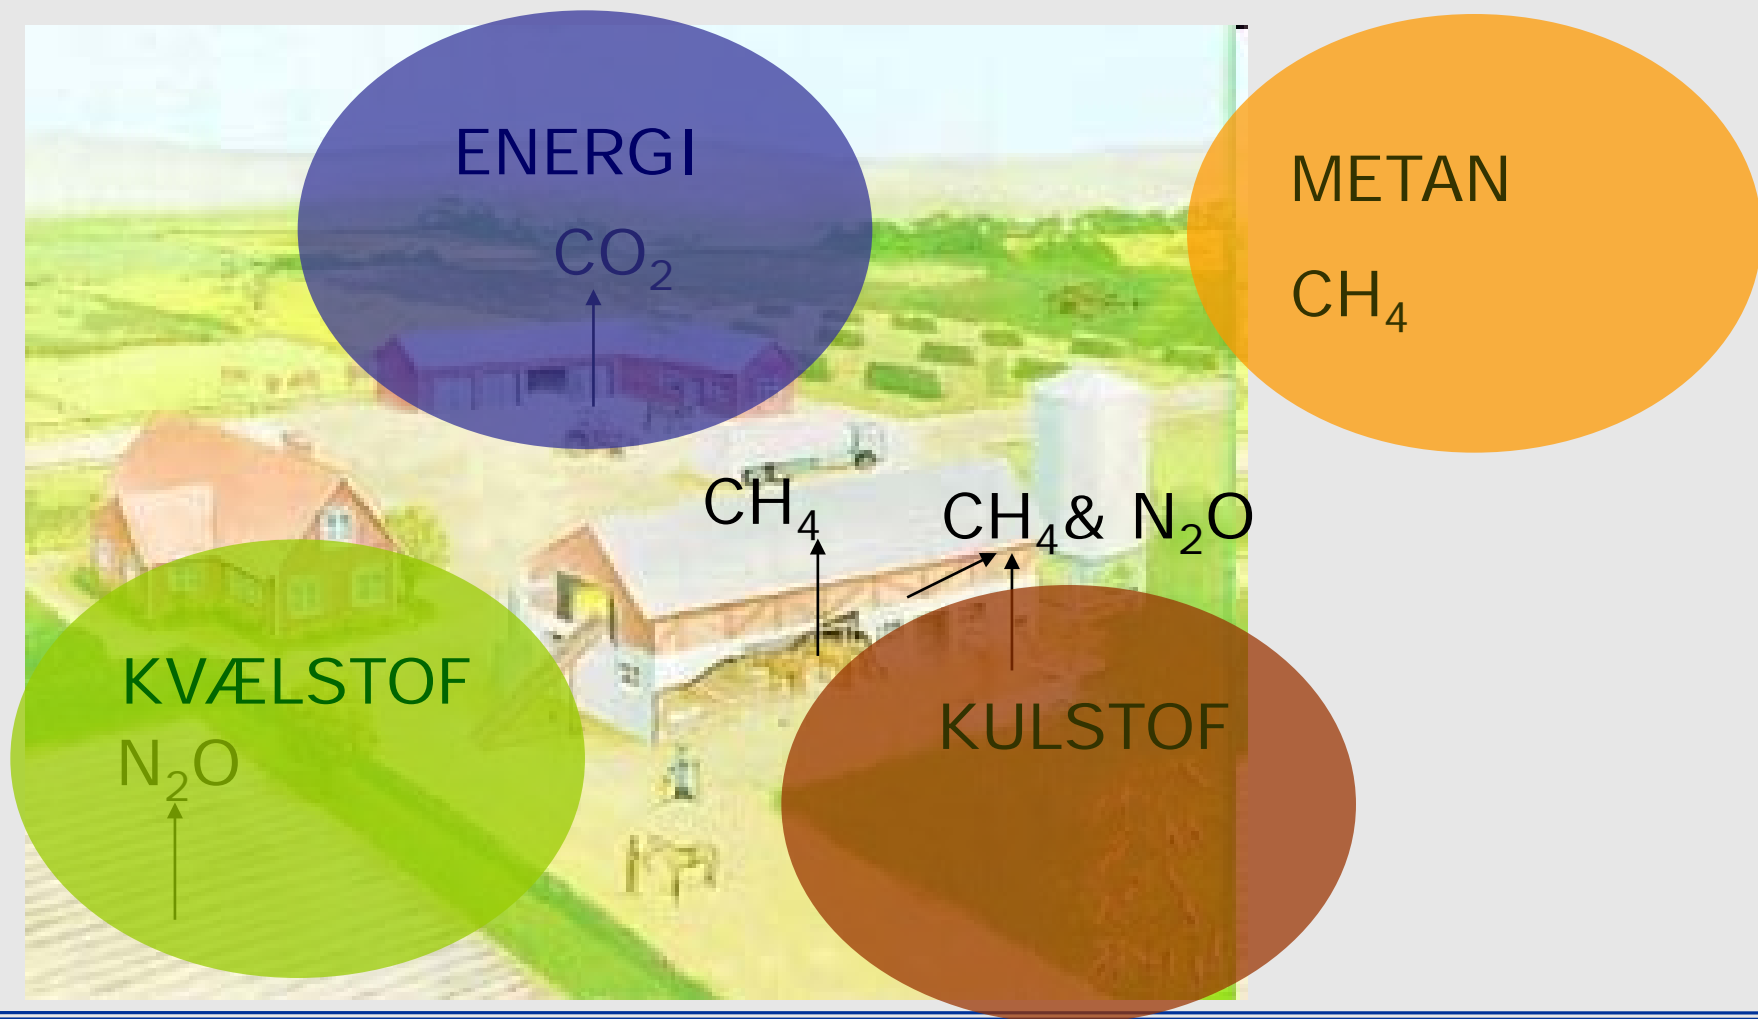 ENERGI
CO₂
METAN
CH₄
CH₄
CH₄& N₂O
KVÆLSTOF
N₂O
KULSTOF